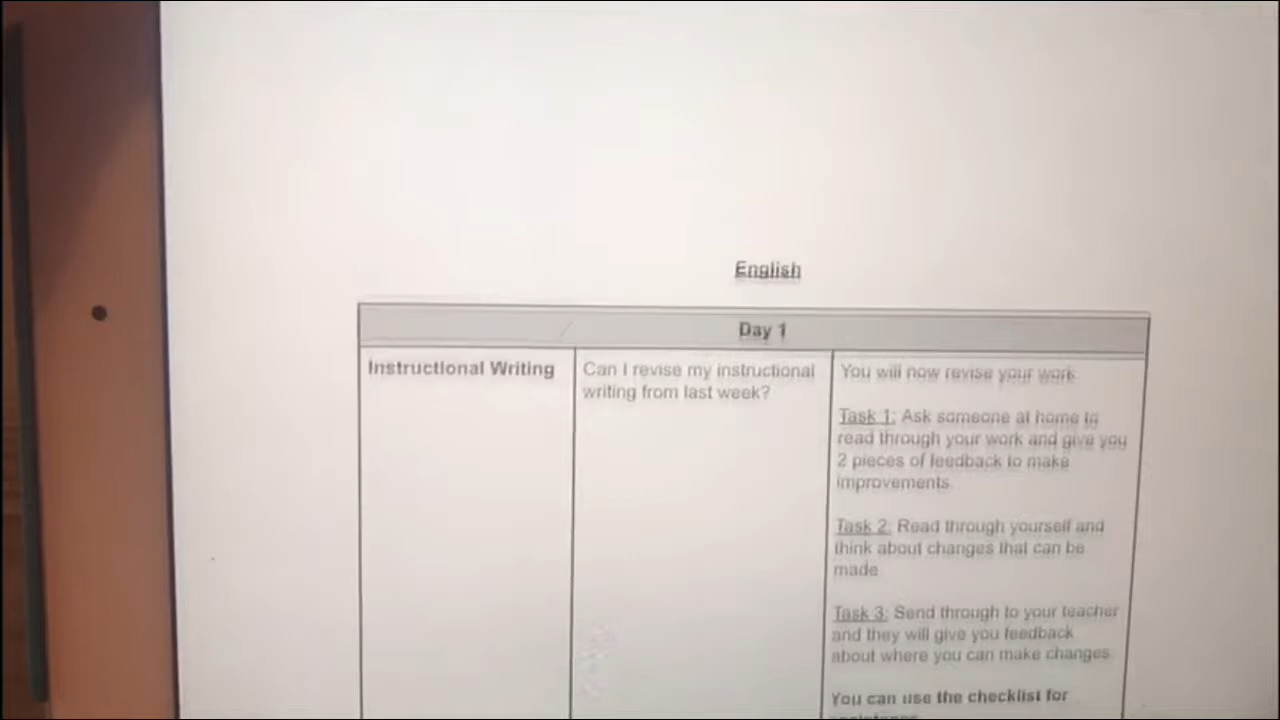 English
Day 1
Instructional Writing
Can I revise my instructional
writing from last week?
You will now revise your work.
Task 1: Ask someone at home to
read through your work and give you
2 pieces of feedback to make
improvements.
Task 2: Read through yourself and
think about changes that can be
made.
Task 3: Send through to your teacher
and they will give you feedback
about where you can make changes.
You can use the checklist for